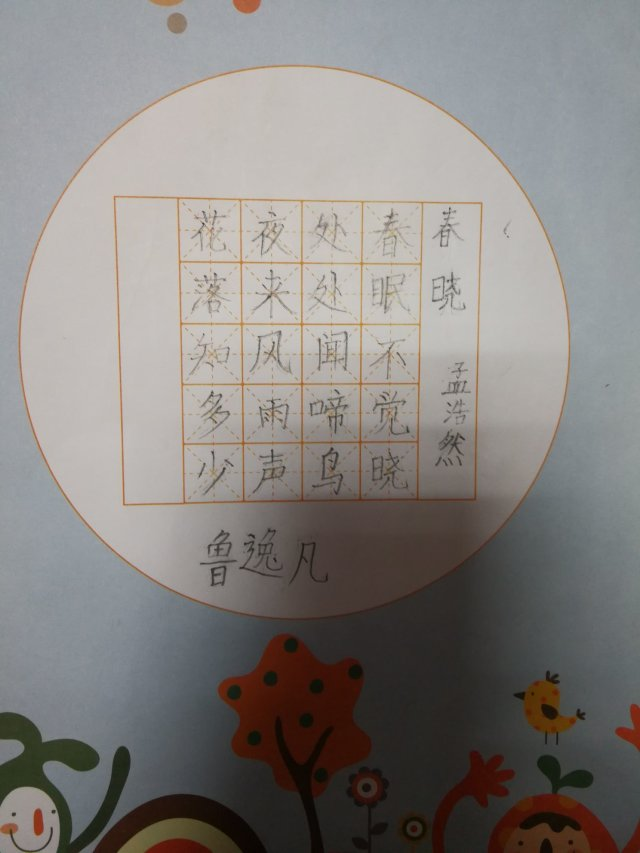 春晓
孟浩然
春眠不觉晓
处处闻啼鸟
夜来风雨声
花落知多少
鲁逸凡